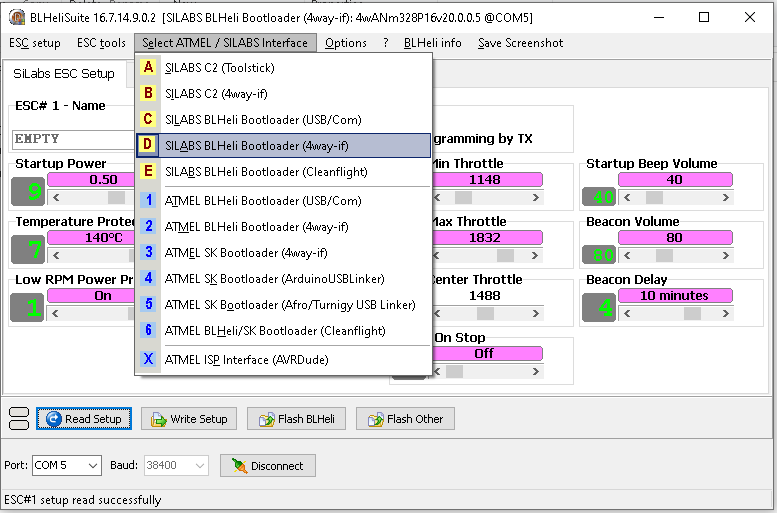 BLHeliSuite 16.7.14.9.0.2 [SILABS BLHeli Bootloader (4way-if): 4wANm328P16v20.0.0.5 @COM5]
ESC setup ESC tools Select ATMEL / SILABS Interface Options ? BLHeli info Save Screenshot
SiLabs ESC Setup
A SILABS C2 (Toolstick)
B SILABS C2 (4way-if)
C SILABS BLHeli Bootloader (USB/Com)
D SILABS BLHeli Bootloader (4way-if)
E SILABS BLHeli Bootloader (Cleanflight)
1 ATMEL BLHeli Bootloader (USB/Com)
2 ATMEL BLHeli Bootloader (4way-if)
3 ATMEL SK Bootloader (4way-if)
4 ATMEL SK Bootloader (ArduinoUSBLinker)
5 ATMEL SK Bootloader (Afro/Turnigy USB Linker)
6 ATMEL BLHeli/SK Bootloader (Cleanflight)
X ATMEL ISP Interface (AVRDude)
ESC# 1 - Name
EMPTY
gramming by TX
Startup Power
9 0.50
Min Throttle
1148
Startup Beep Volume
40 40
Temperature Prote
7 140°C
Max Throttle
1832
Beacon Volume
80 80
Low RPM Power Pr
1 On
Center Throttle
1488
Beacon Delay
4 10 minutes
On Stop
Off
Read Setup Write Setup Flash BLHeli Flash Other
Port: COM 5 Baud: 38400 Disconnect
ESC#1 setup read successfully